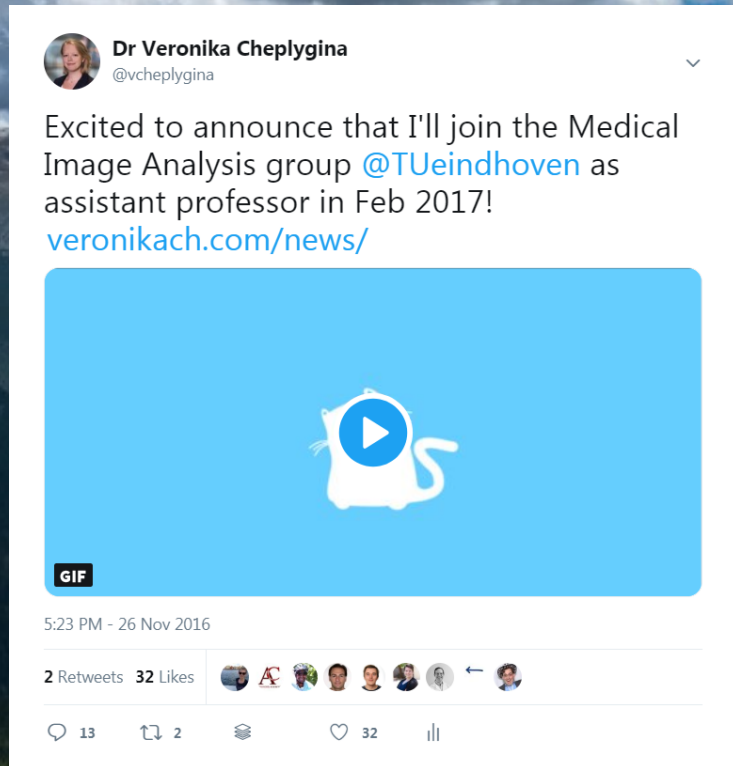 Dr Veronika Cheplygina
@vcheplygina
Excited to announce that I'll join the Medical
Image Analysis group @TUeindhoven as
assistant professor in Feb 2017!
veronikach.com/news/
GIF
5:23 PM - 26 Nov 2016
2 Retweets 32 Likes
AC
13 2 32